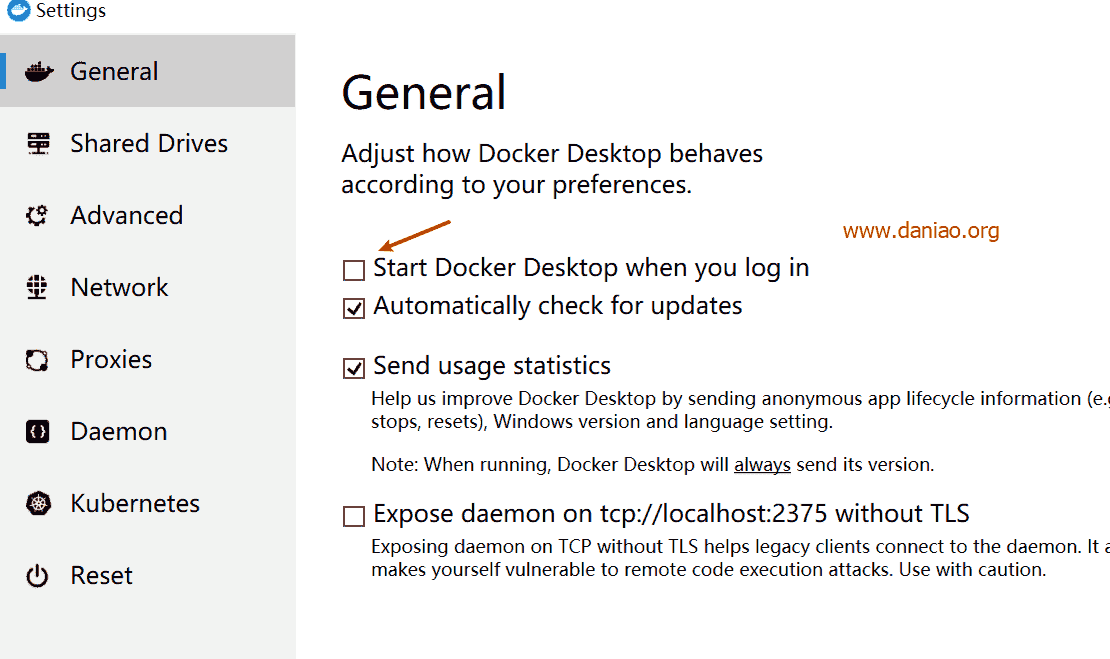 Settings
General
Shared Drives
Advanced
Network
Proxies
Daemon
Kubernetes
Reset
General
Adjust how Docker Desktop behaves
according to your preferences.
www.daniao.org
Start Docker Desktop when you log in
Automatically check for updates
Send usage statistics
Help us improve Docker Desktop by sending anonymous app lifecycle information (e.g
stops, resets), Windows version and language setting.
Note: When running, Docker Desktop will always send its version.
Expose daemon on tcp://localhost:2375 without TLS
Exposing daemon on TCP without TLS helps legacy clients connect to the daemon. It a
makes yourself vulnerable to remote code execution attacks. Use with caution.